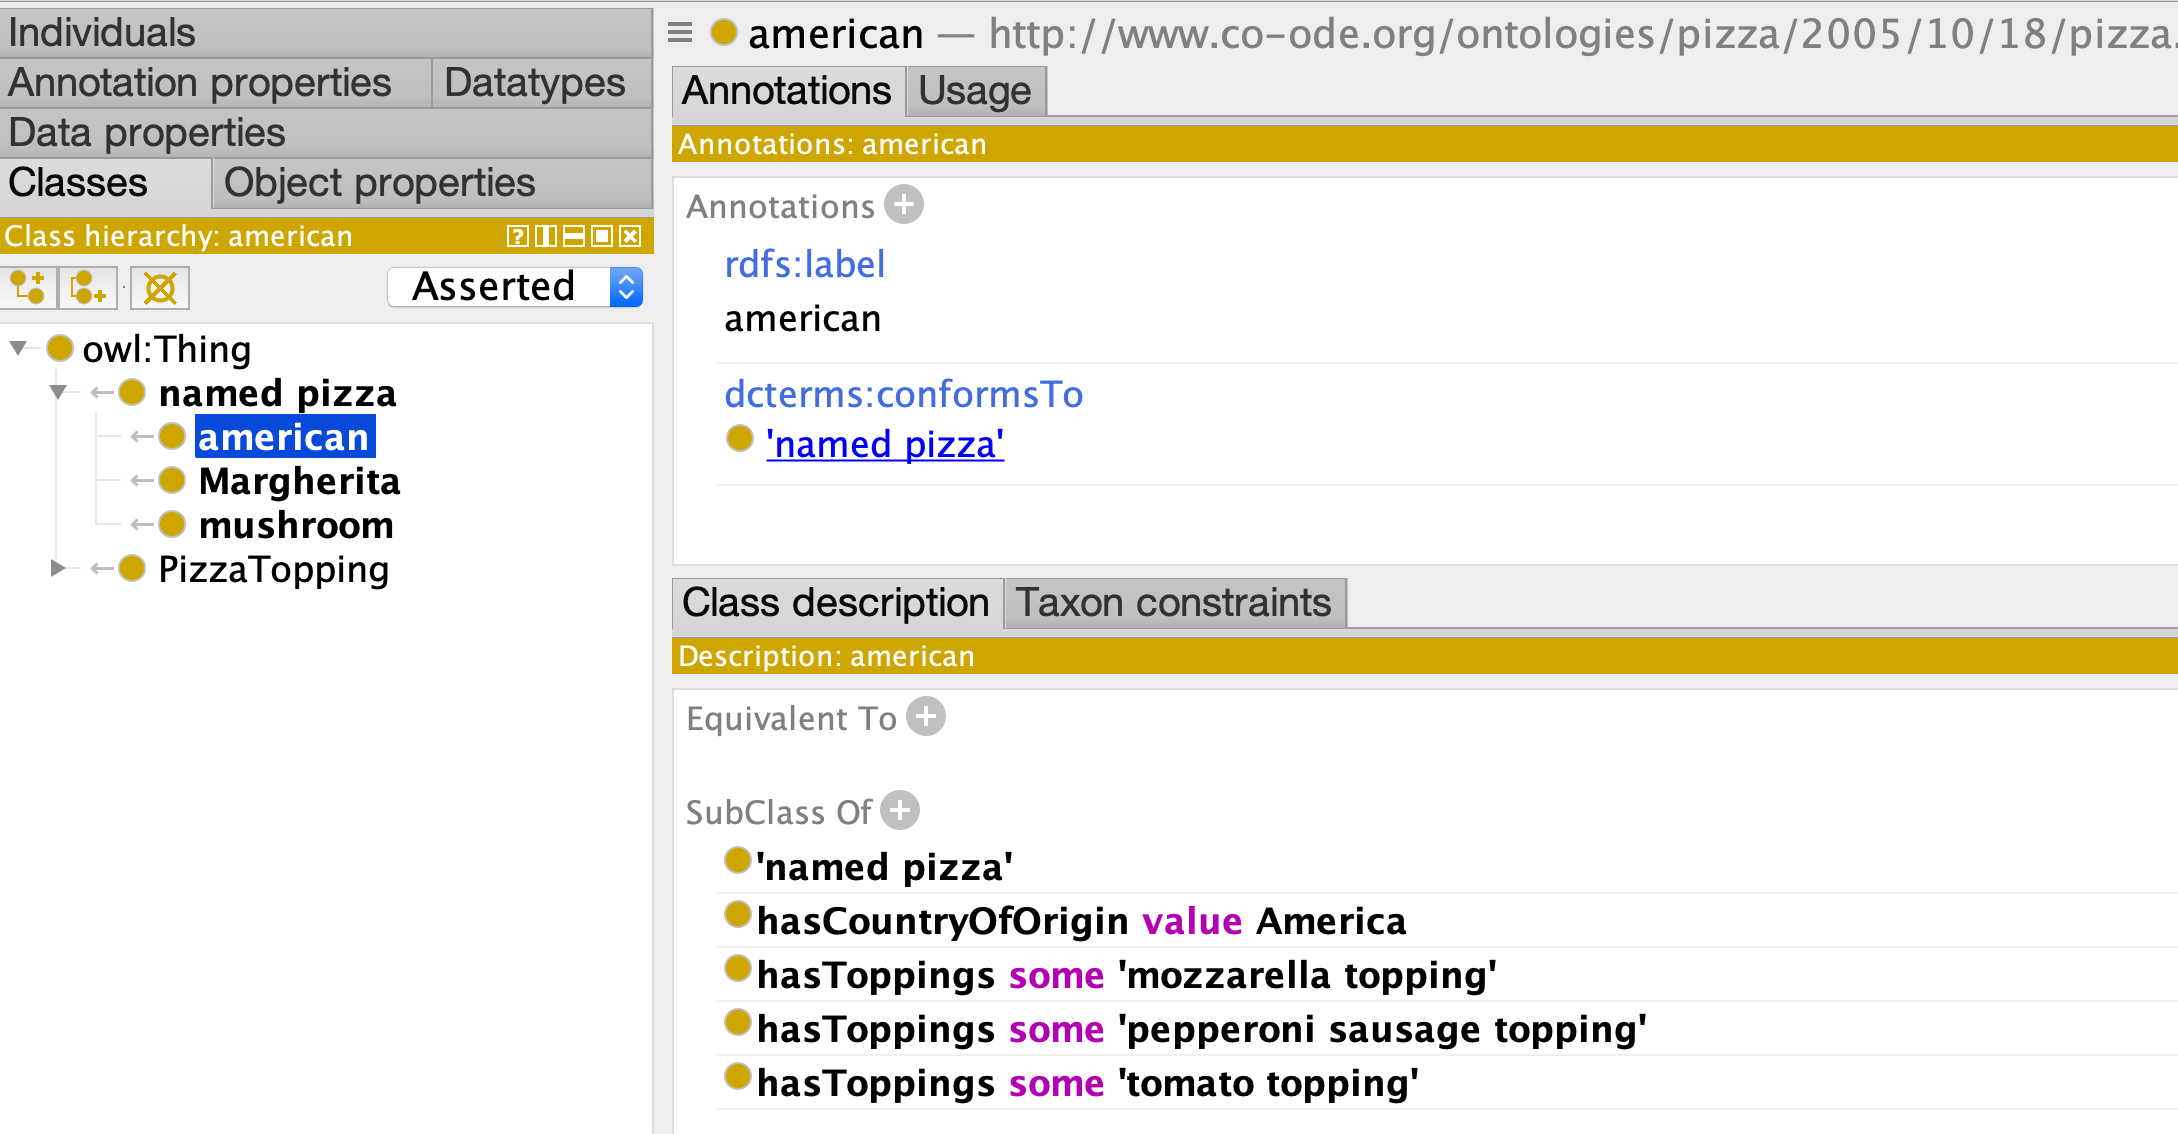 Individuals
Annotation properties
Datatypes
Data properties
Classes
Object properties
Class hierarchy: american
Asserted
owl:Thing
named pizza
american
Margherita
mushroom
PizzaTopping
american — http://www.co-ode.org/ontologies/pizza/2005/10/18/pizza.
Annotations
Usage
Annotations: american
Annotations
rdfs:label
american
dcterms:conformsTo
'named pizza'
Class description
Taxon constraints
Description: american
Equivalent To
SubClass Of
'named pizza'
hasCountryOfOrigin value America
hasToppings some 'mozzarella topping'
hasToppings some 'pepperoni sausage topping'
hasToppings some 'tomato topping'